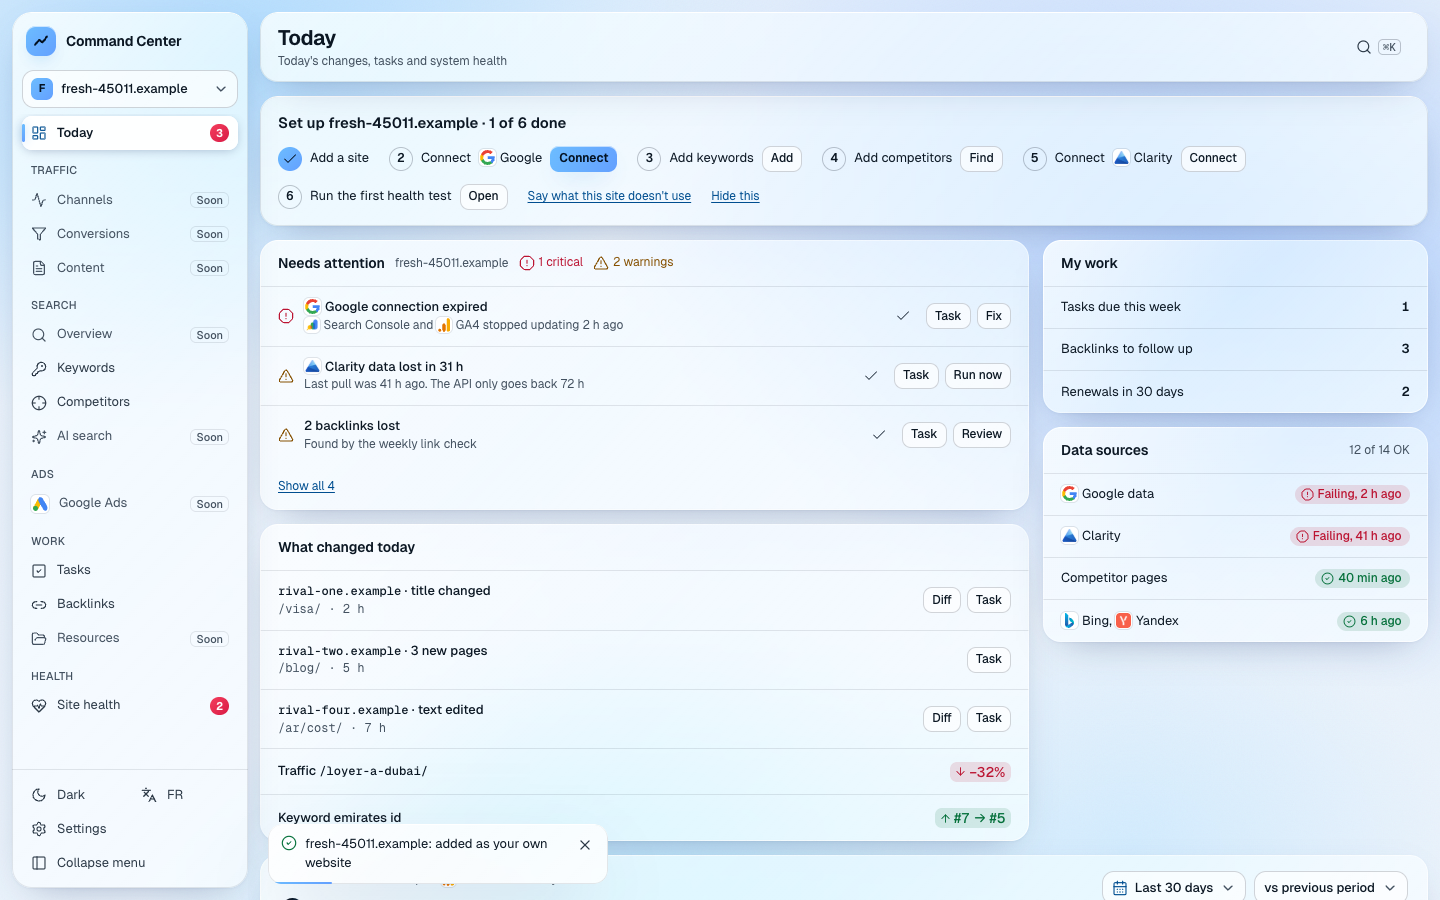 Command Center
F fresh-45011.example
Today 3
TRAFFIC
Channels Soon
Conversions Soon
Content Soon
SEARCH
Overview Soon
Keywords
Competitors
AI search Soon
ADS
Google Ads Soon
WORK
Tasks
Backlinks
Resources Soon
HEALTH
Site health 2
Dark FR
Settings
Collapse menu
Today
Today's changes, tasks and system health
⌘K
Set up fresh-45011.example · 1 of 6 done
Add a site 2 Connect Google Connect 3 Add keywords Add 4 Add competitors Find 5 Connect Clarity Connect
6 Run the first health test Open Say what this site doesn't use Hide this
Needs attention fresh-45011.example 1 critical 2 warnings
Google connection expired
Search Console and GA4 stopped updating 2 h ago
Task Fix
Clarity data lost in 31 h
Last pull was 41 h ago. The API only goes back 72 h
Task Run now
2 backlinks lost
Found by the weekly link check
Task Review
Show all 4
What changed today
rival-one.example · title changed
/visa/ · 2 h
Diff Task
rival-two.example · 3 new pages
/blog/ · 5 h
Task
rival-four.example · text edited
/ar/cost/ · 7 h
Diff Task
Traffic /loyer-a-dubai/ ↓ −32%
Keyword emirates id ↑ #7 → #5
My work
Tasks due this week 1
Backlinks to follow up 3
Renewals in 30 days 2
Data sources 12 of 14 OK
Google data Failing, 2 h ago
Clarity Failing, 41 h ago
Competitor pages 40 min ago
Bing, Yandex 6 h ago
fresh-45011.example: added as your own
website
Last 30 days vs previous period